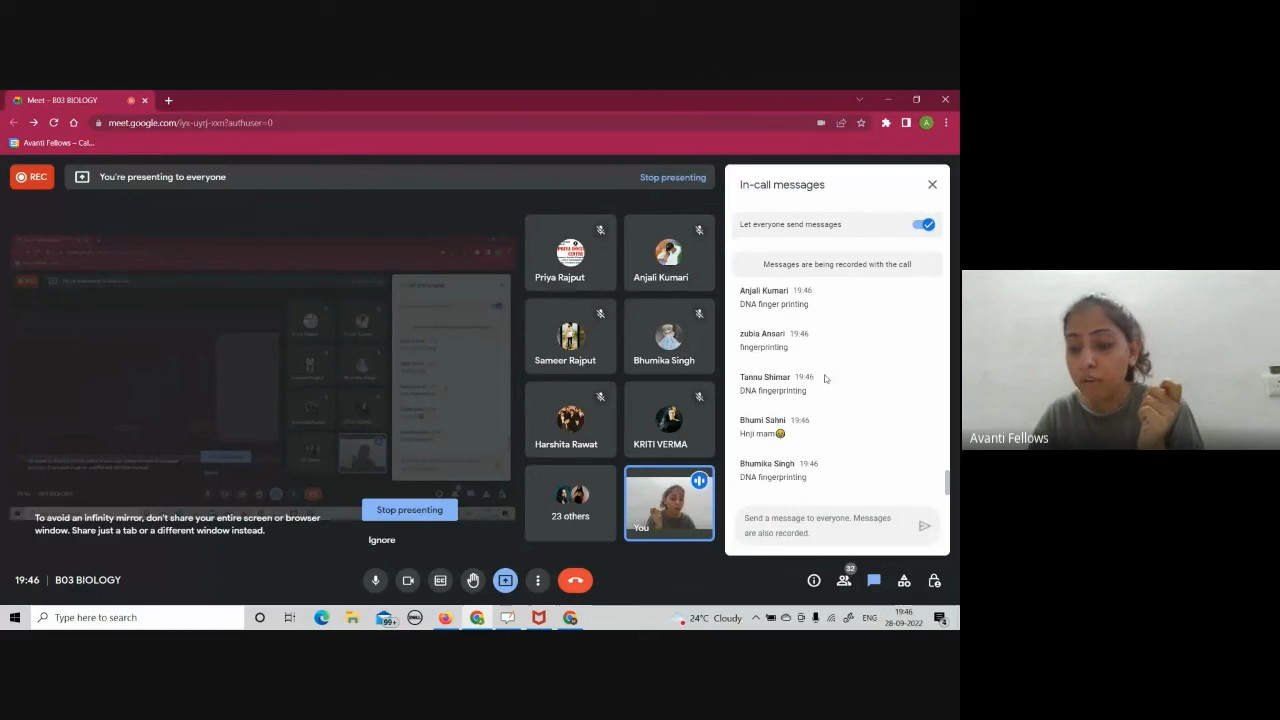 Meet – B03 BIOLOGY
meet.google.com/iyx-uyrj-xxn?authuser=0
Avanti Fellows – Cal...
REC
You're presenting to everyone
Stop presenting
In-call messages
Let everyone send messages
Messages are being recorded with the call
Anjali Kumari 19:46
DNA finger printing
zubia Ansari 19:46
fingerprinting
Tannu Shimar 19:46
DNA fingerprinting
Bhumi Sahni 19:46
Hnji mam😂
Bhumika Singh 19:46
DNA fingerprinting
Send a message to everyone. Messages
are also recorded.
Priya Rajput
Anjali Kumari
Sameer Rajput
Bhumika Singh
Harshita Rawat
KRITI VERMA
23 others
You
To avoid an infinity mirror, don't share your entire screen or browser
window. Share just a tab or a different window instead.
Stop presenting
Ignore
19:46 | B03 BIOLOGY
32
Type here to search
99+
24°C Cloudy
ENG
19:46
28-09-2022
4
Avanti Fellows